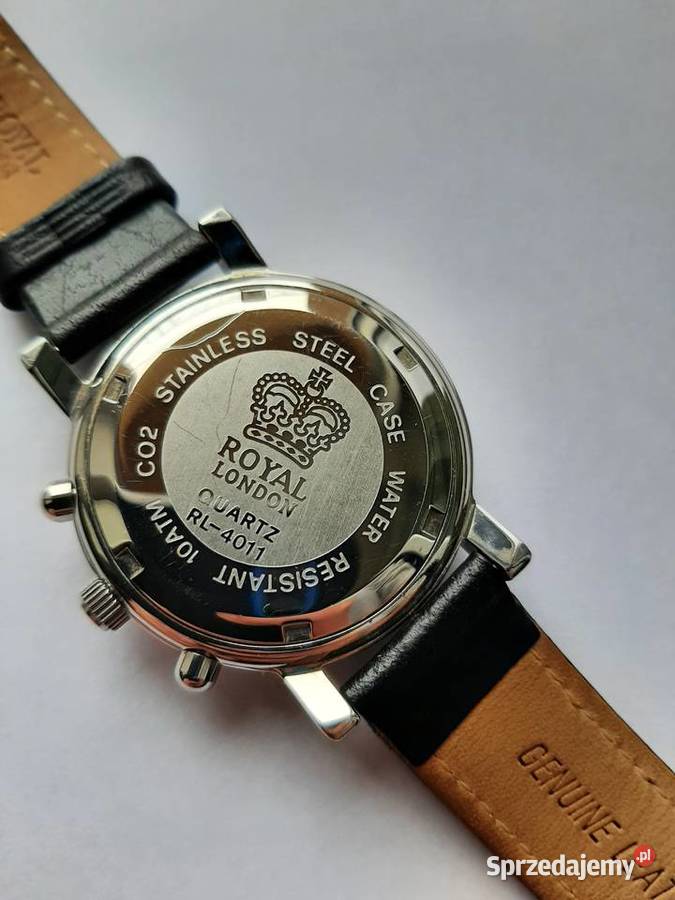 CO2 STAINLESS STEEL CASE WATER RESISTANT 10ATM
ROYAL
LONDON
QUARTZ
RL-4011
GENUINE
Sprzedajemy.pl